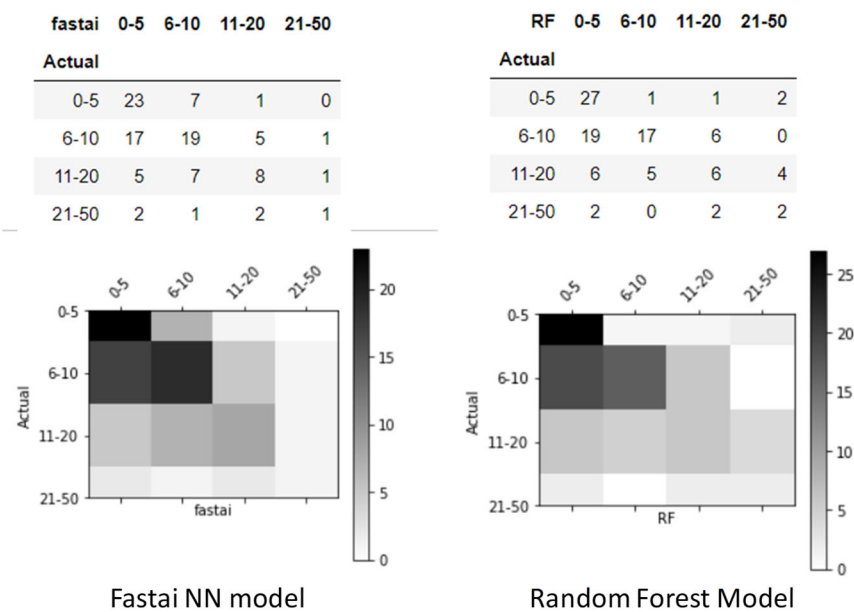 fastai 0-5 6-10 11-20 21-50
Actual
0-5 23 7 1 0
6-10 17 19 5 1
11-20 5 7 8 1
21-50 2 1 2 1
RF 0-5 6-10 11-20 21-50
Actual
0-5 27 1 1 2
6-10 19 17 6 0
11-20 6 5 6 4
21-50 2 0 2 2
0-5 6-10 11-20 21-50
0-5
6-10
11-20
21-50
Actual
fastai
20
15
10
5
0
0-5 6-10 11-20 21-50
0-5
6-10
11-20
21-50
Actual
RF
25
20
15
10
5
0
Fastai NN model
Random Forest Model